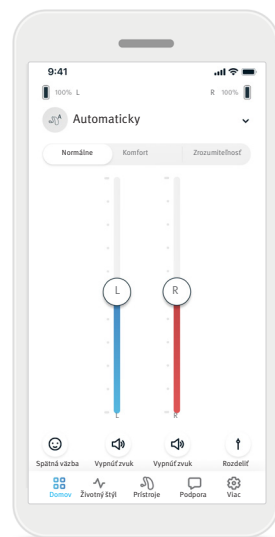 9:41
100% L R 100%
A
Automaticky
Normálne Komfort Zrozumiteľnosť
L R
L R
Spätná väzba Vypnúť zvuk Vypnúť zvuk Rozdeliť
Domov Životný štýl Prístroje Podpora Viac